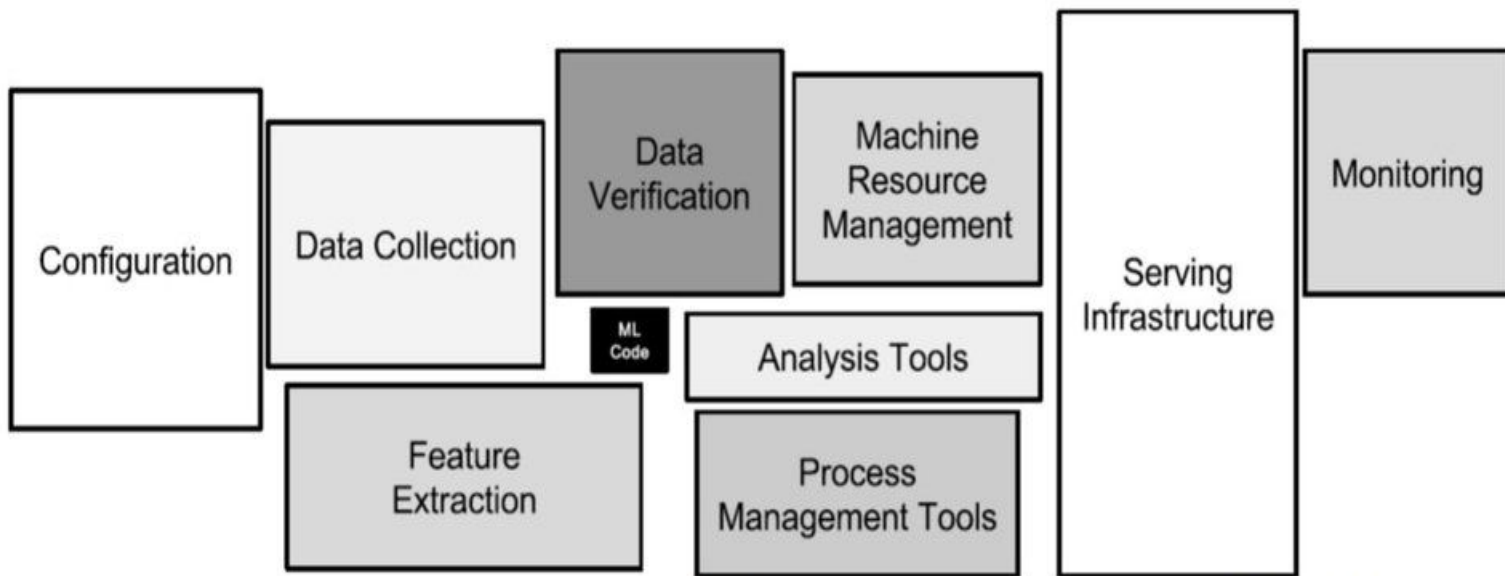 Configuration
Data Collection
Feature
Extraction
Data
Verification
ML
Code
Machine
Resource
Management
Analysis Tools
Process
Management Tools
Serving
Infrastructure
Monitoring